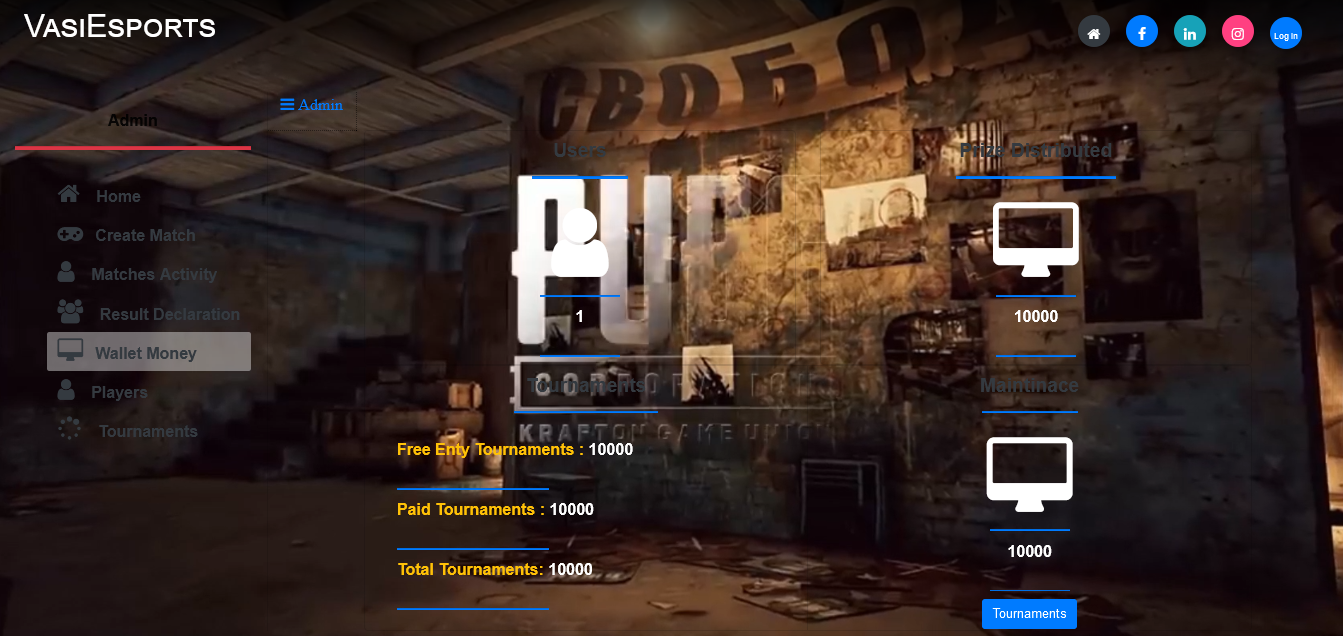 VasiEsports
Log In
СВОБОДА
Admin
Admin
Home
Create Match
Matches Activity
Result Declaration
Wallet Money
Players
Tournaments
Users
1
Prize Distributed
10000
Tournaments
CORPORATION
KRAFTON GAME UNION
Free Enty Tournaments : 10000
Paid Tournaments : 10000
Total Tournaments: 10000
Maintinace
10000
Tournaments